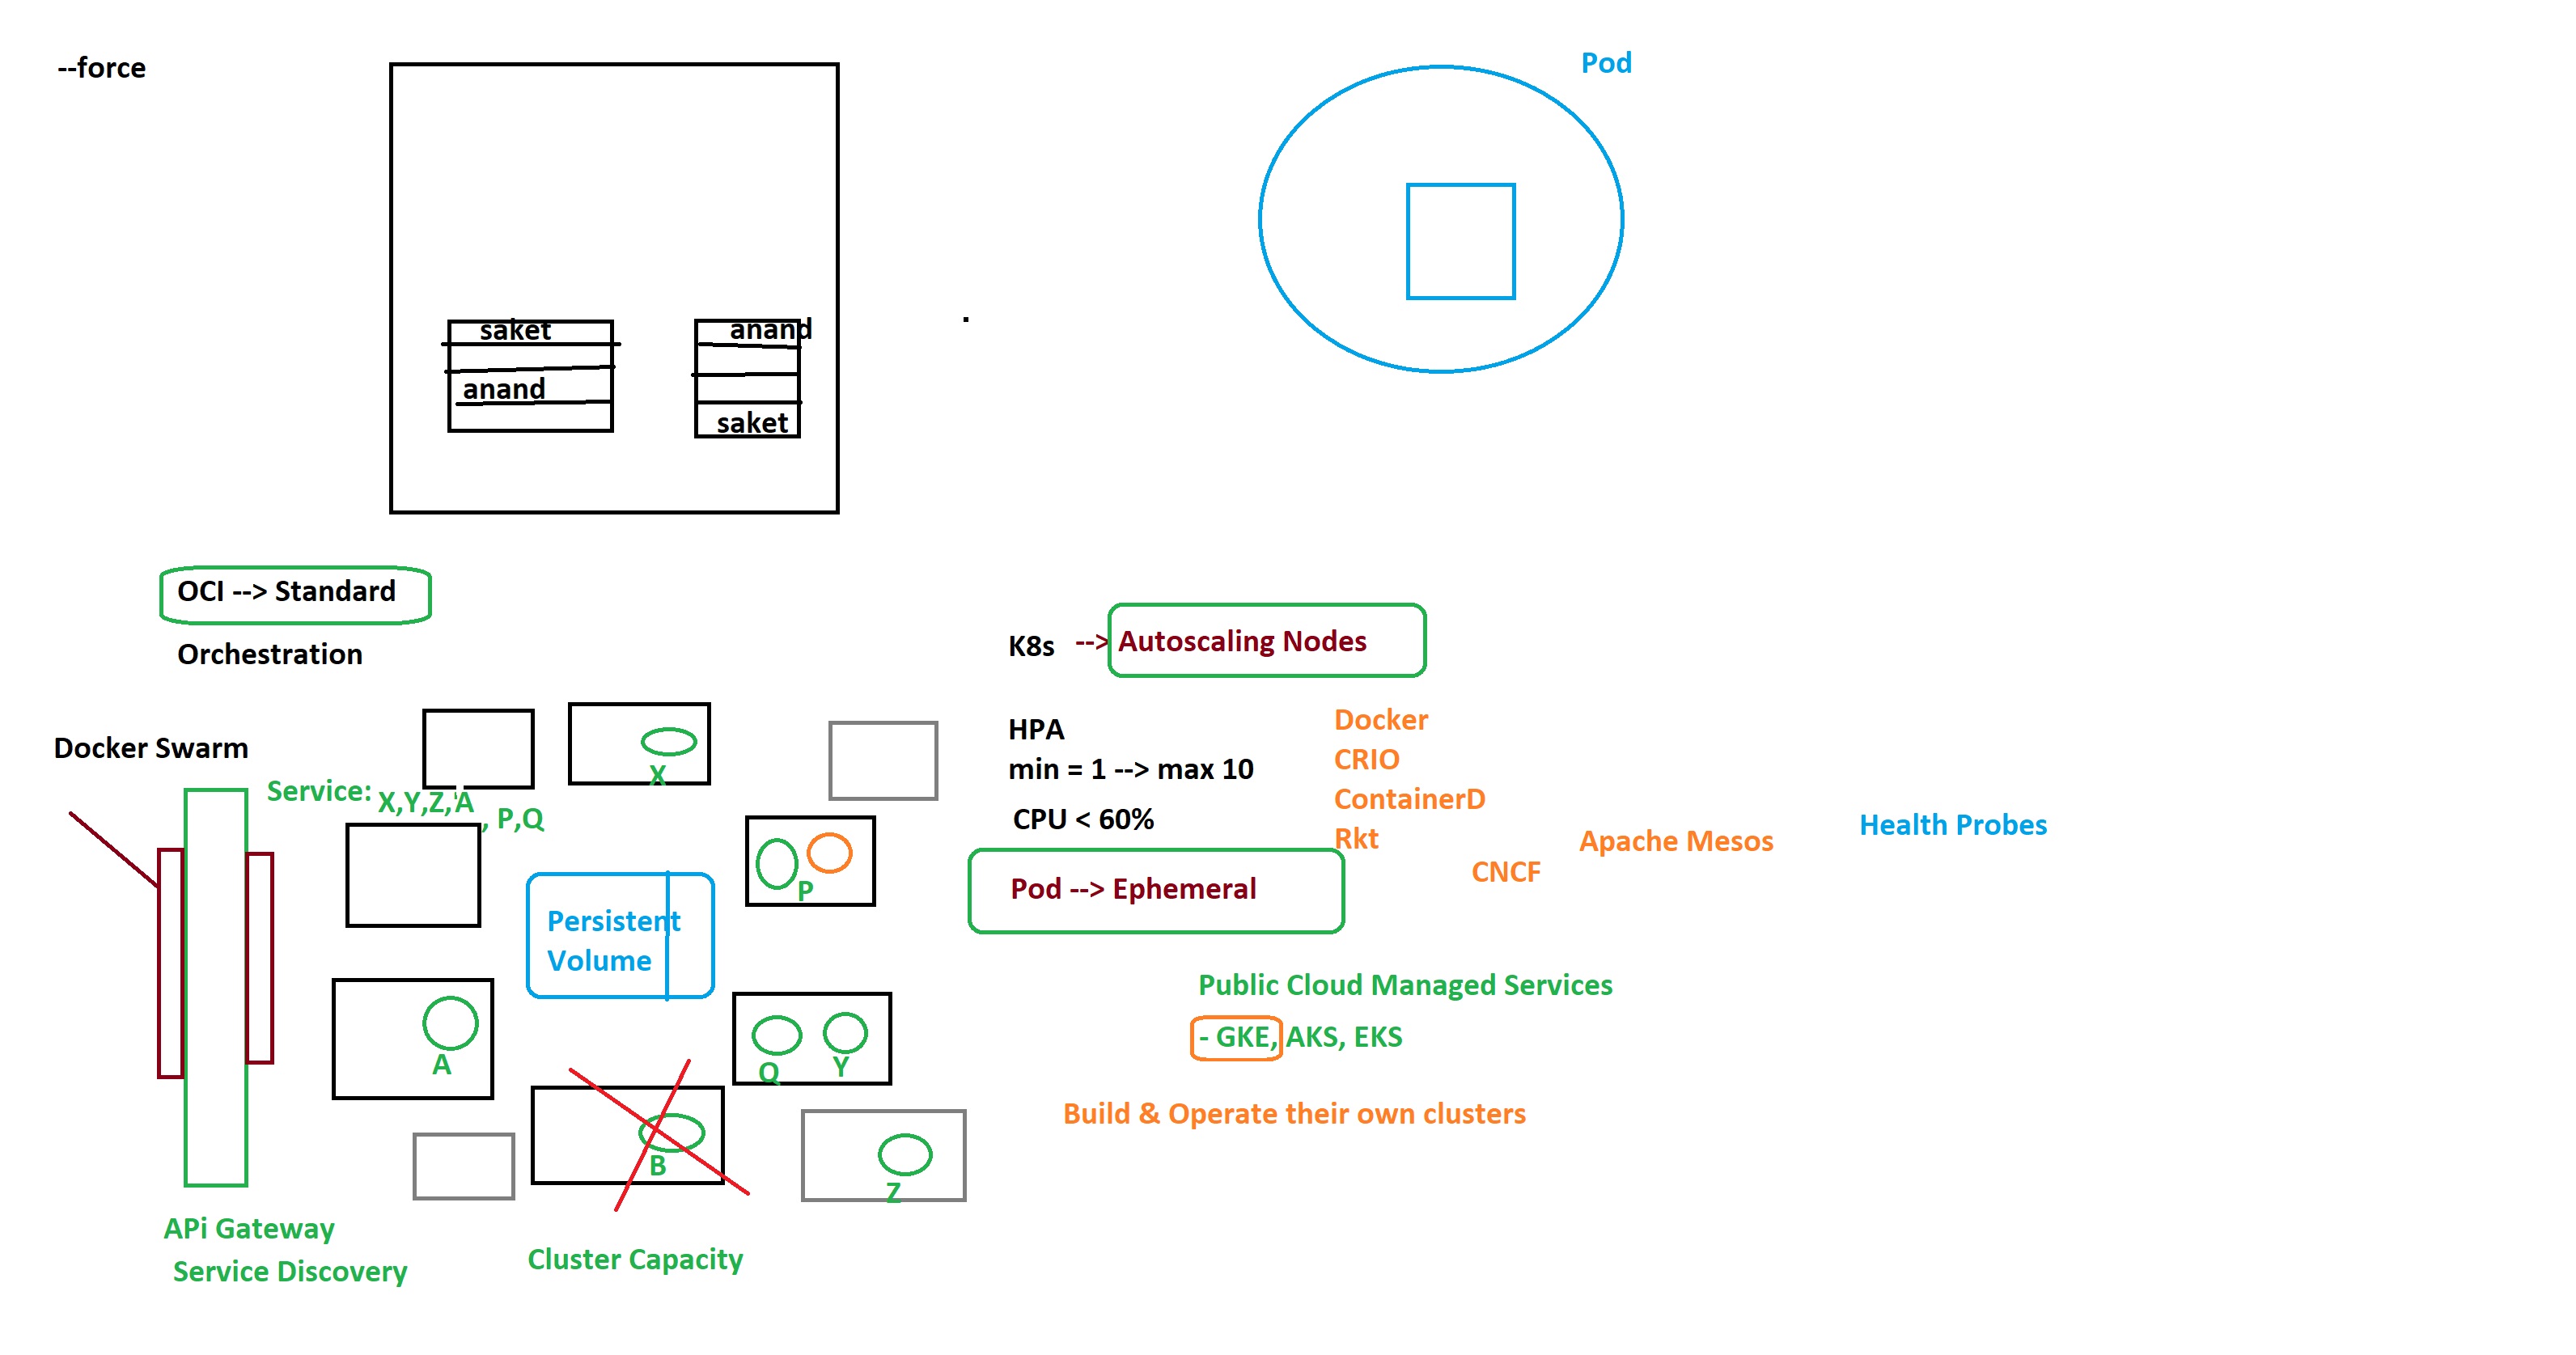 --force
Pod
saket
anand
anand
saket
OCI --> Standard
Orchestration
K8s --> Autoscaling Nodes
Docker Swarm
Service: X,Y,Z,A
, P,Q
X
HPA
min = 1 --> max 10
CPU < 60%
Docker
CRIO
ContainerD
Rkt
CNCF
Apache Mesos
Health Probes
P
Pod --> Ephemeral
Persistent
Volume
A
Q
Y
B
Z
Public Cloud Managed Services
- GKE, AKS, EKS
Build & Operate their own clusters
APi Gateway
Service Discovery
Cluster Capacity